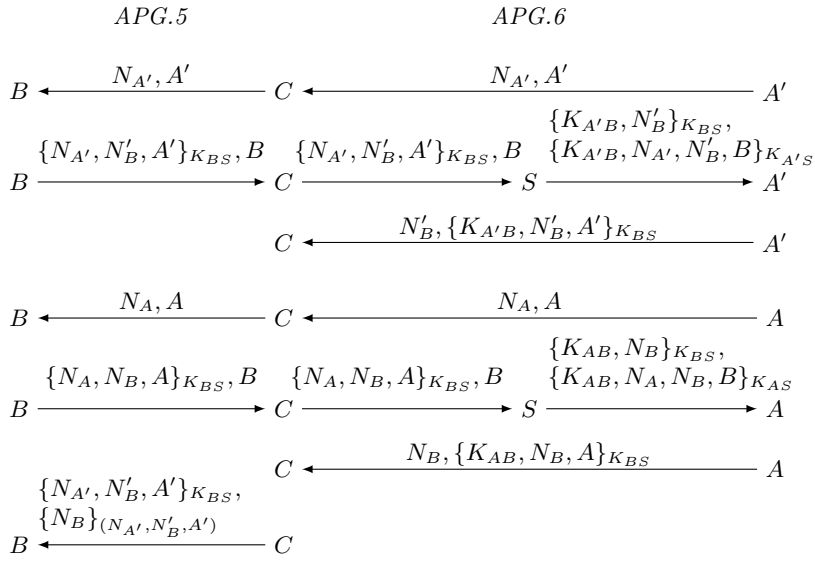 APG.5 APG.6
N_{A'}, A' N_{A'}, A'
B C A'
{K_{A'B}, N'_B}_{K_{BS}},
{N_{A'}, N'_B, A'}_{K_{BS}}, B {N_{A'}, N'_B, A'}_{K_{BS}}, B {K_{A'B}, N_{A'}, N'_B, B}_{K_{A'S}}
B C S A'
N'_B, {K_{A'B}, N'_B, A'}_{K_{BS}}
C A'
N_A, A N_A, A
B C A
{K_{AB}, N_B}_{K_{BS}},
{N_A, N_B, A}_{K_{BS}}, B {N_A, N_B, A}_{K_{BS}}, B {K_{AB}, N_A, N_B, B}_{K_{AS}}
B C S A
N_B, {K_{AB}, N_B, A}_{K_{BS}}
C A
{N_{A'}, N'_B, A'}_{K_{BS}},
{N_B}_{(N_{A'}, N'_B, A')}
B C